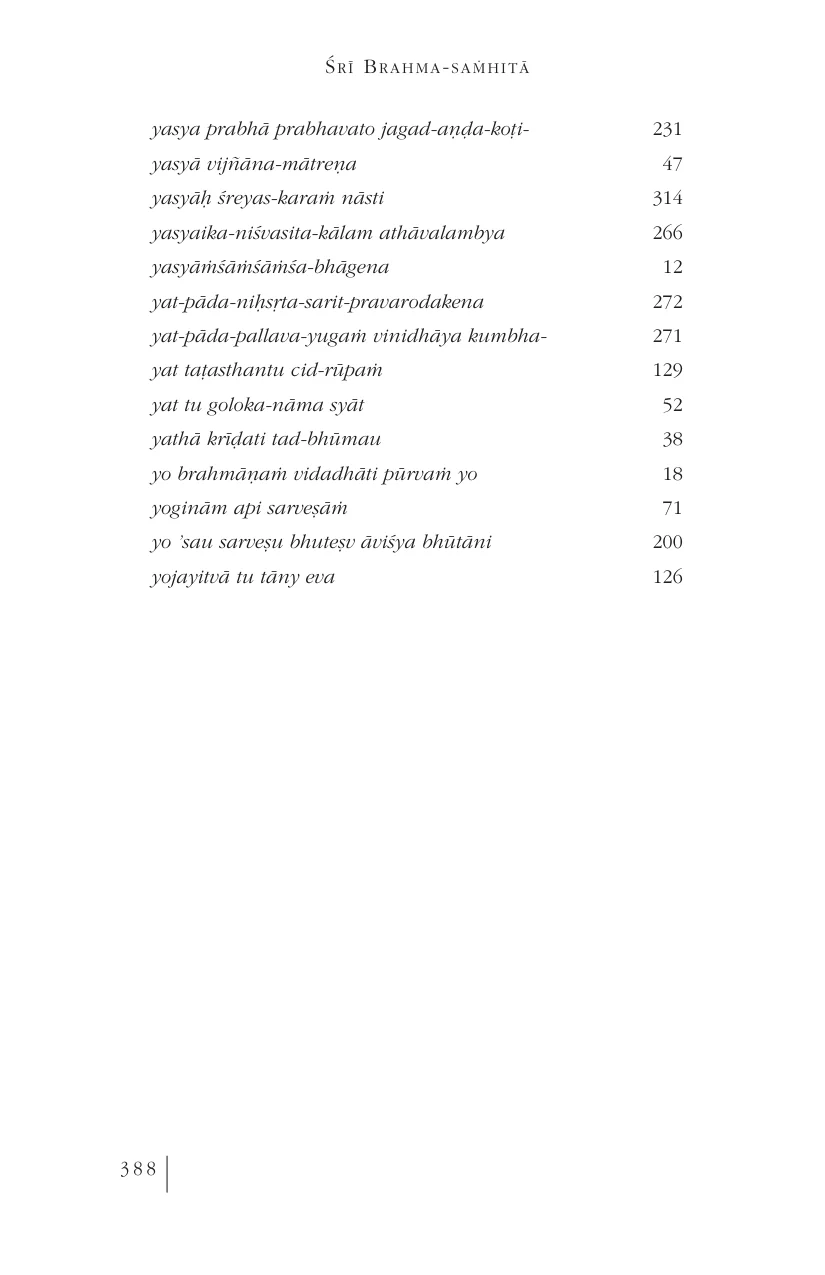 Śrī Brahma-saṁhitā
yasya prabhā prabhavato jagad-aṇḍa-koṭi- 231
yasyā vijñāna-mātreṇa 47
yasyāḥ śreyas-karaṁ nāsti 314
yasyaika-niśvasita-kālam athāvalambya 266
yasyāṁśāṁśāṁśa-bhāgena 12
yat-pāda-niḥsṛta-sarit-pravarodakena 272
yat-pāda-pallava-yugaṁ vinidhāya kumbha- 271
yat taṭasthantu cid-rūpaṁ 129
yat tu goloka-nāma syāt 52
yathā krīḍati tad-bhūmau 38
yo brahmāṇaṁ vidadhāti pūrvaṁ yo 18
yoginām api sarveṣāṁ 71
yo ’sau sarveṣu bhuteṣv āviśya bhūtāni 200
yojayitvā tu tāny eva 126
388